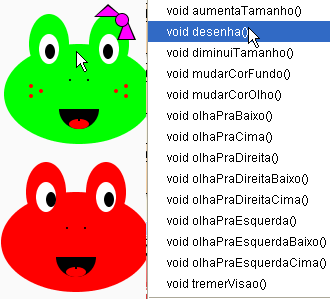 void aumentaTamanho()
void desenha()
void diminuiTamanho()
void mudarCorFundo()
void mudarCorOlho()
void olhaPraBaixo()
void olhaPraCima()
void olhaPraDireita()
void olhaPraDireitaBaixo()
void olhaPraDireitaCima()
void olhaPraEsquerda()
void olhaPraEsquerdaBaixo()
void olhaPraEsquerdaCima()
void tremerVisao()